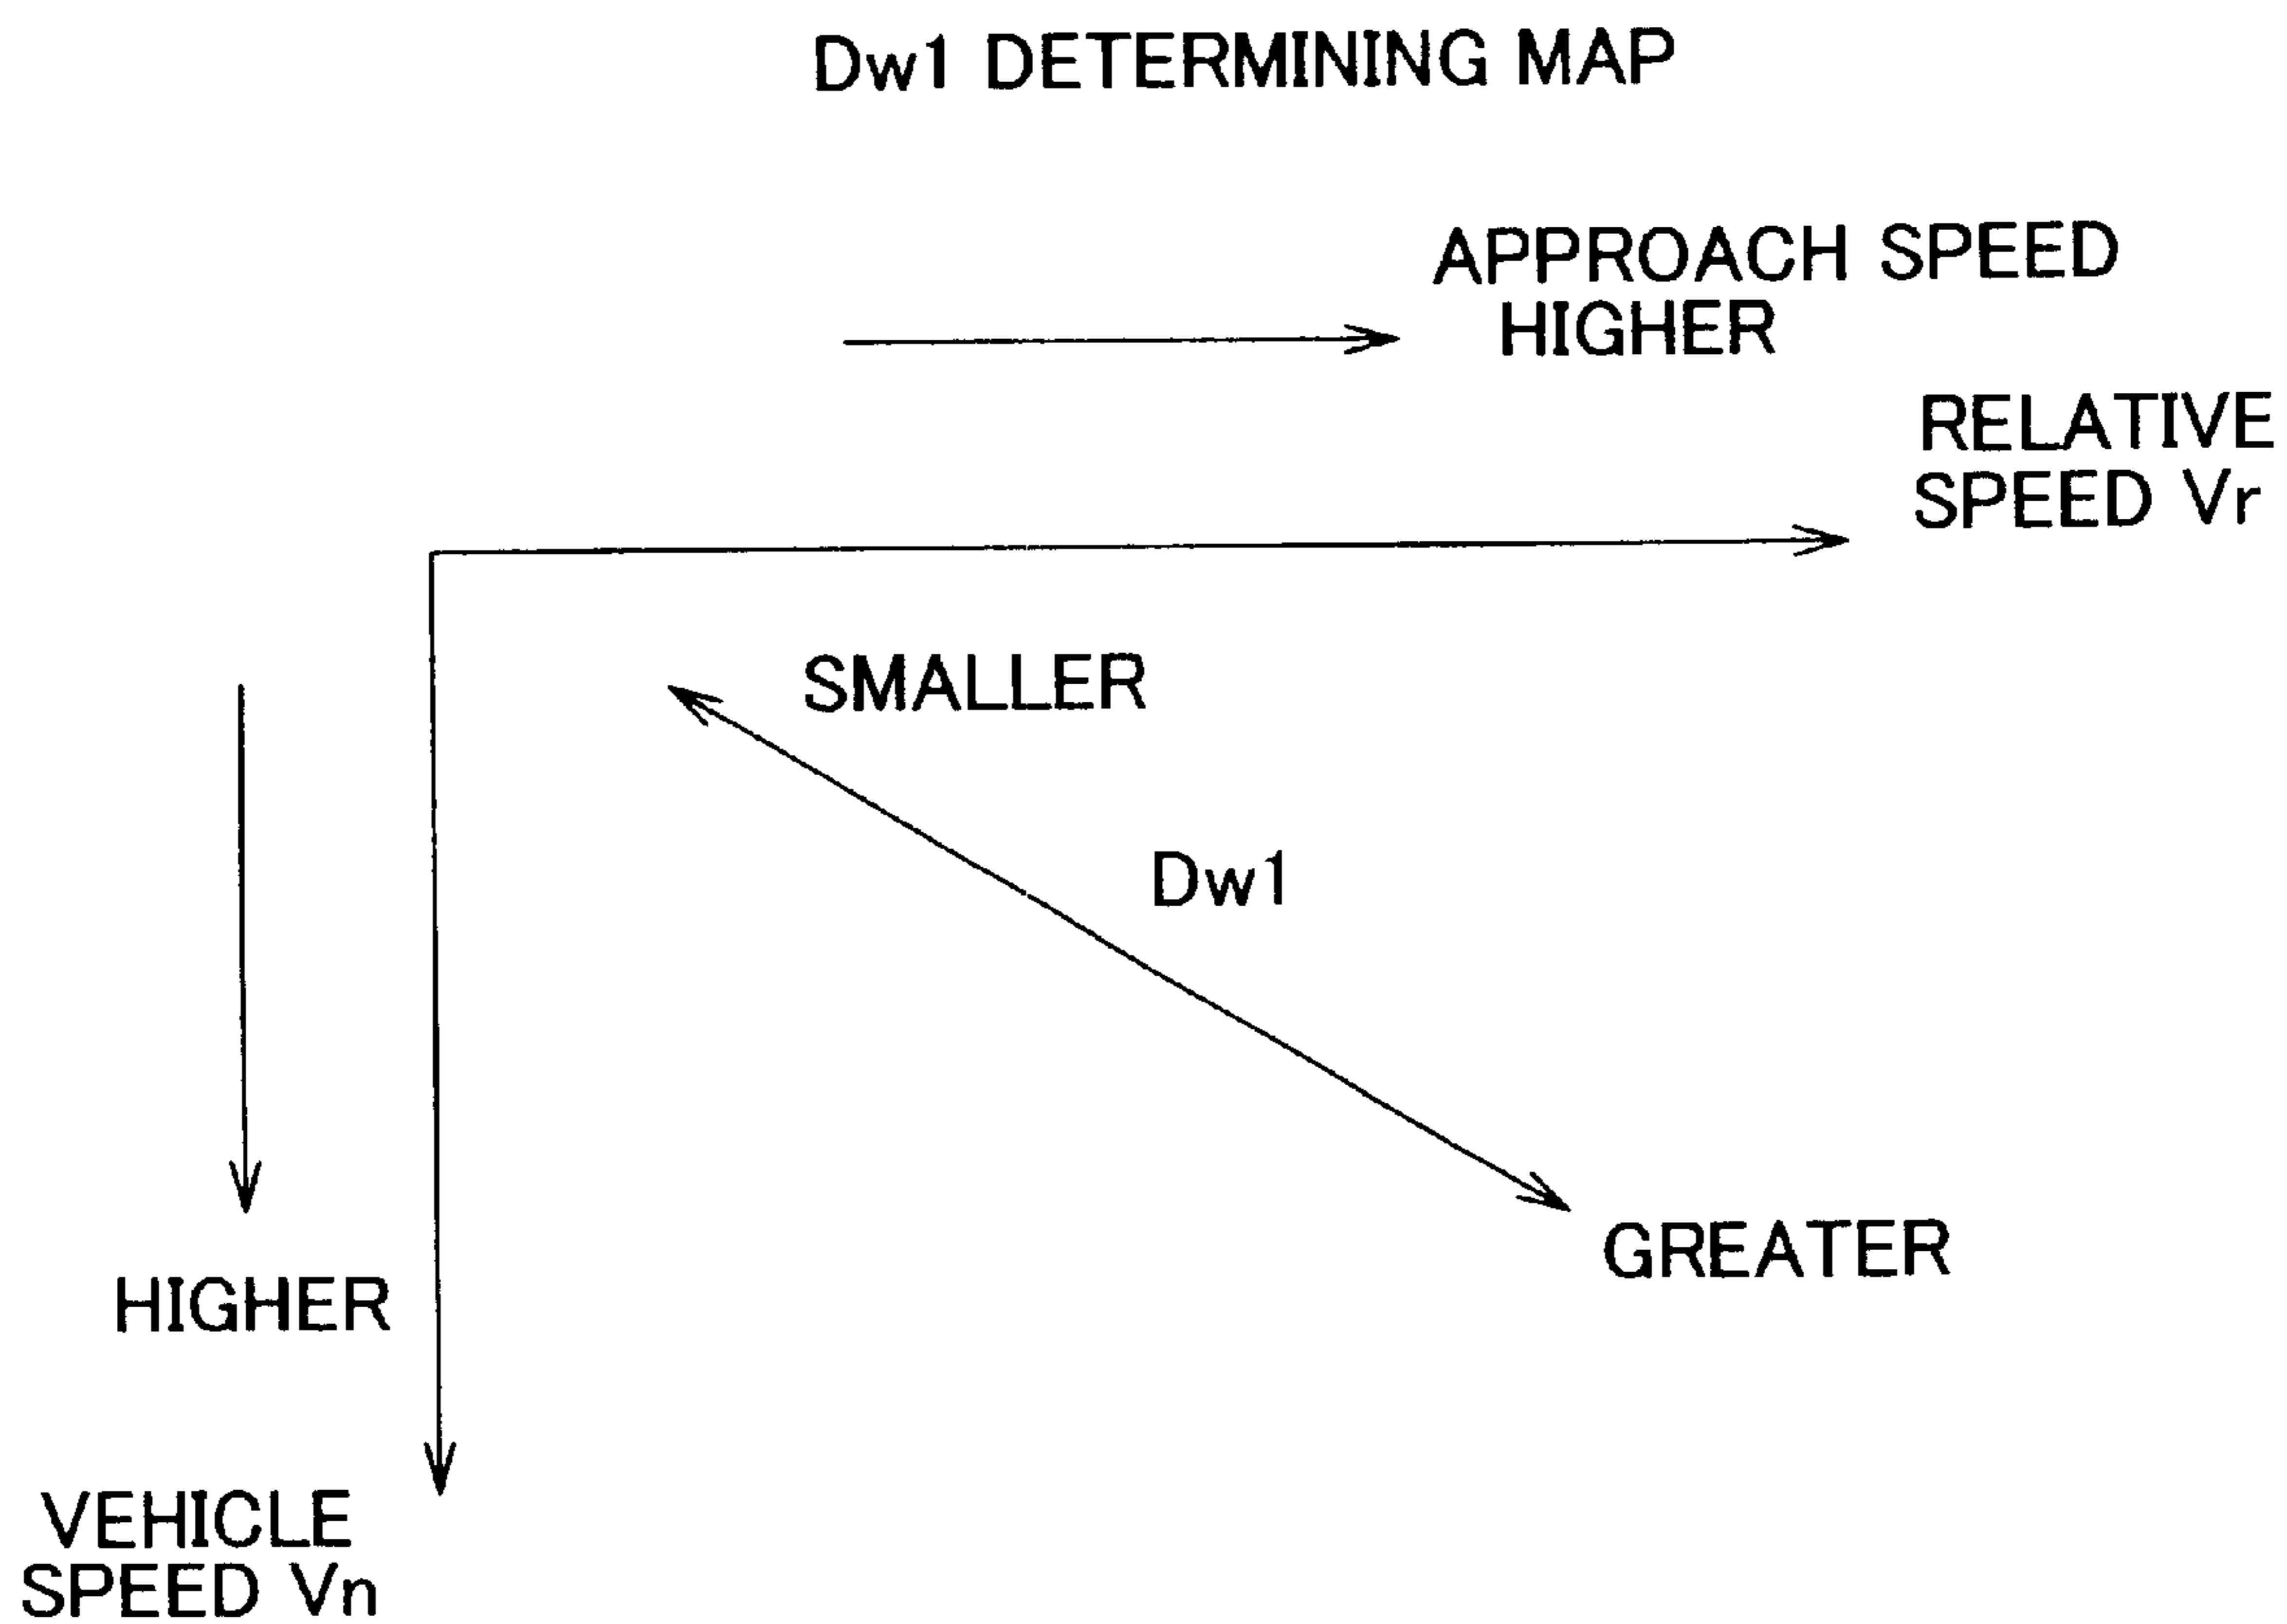 Dw1 DETERMINING MAP
APPROACH SPEED
HIGHER
RELATIVE
SPEED Vr
SMALLER
Dw1
GREATER
HIGHER
VEHICLE
SPEED Vn